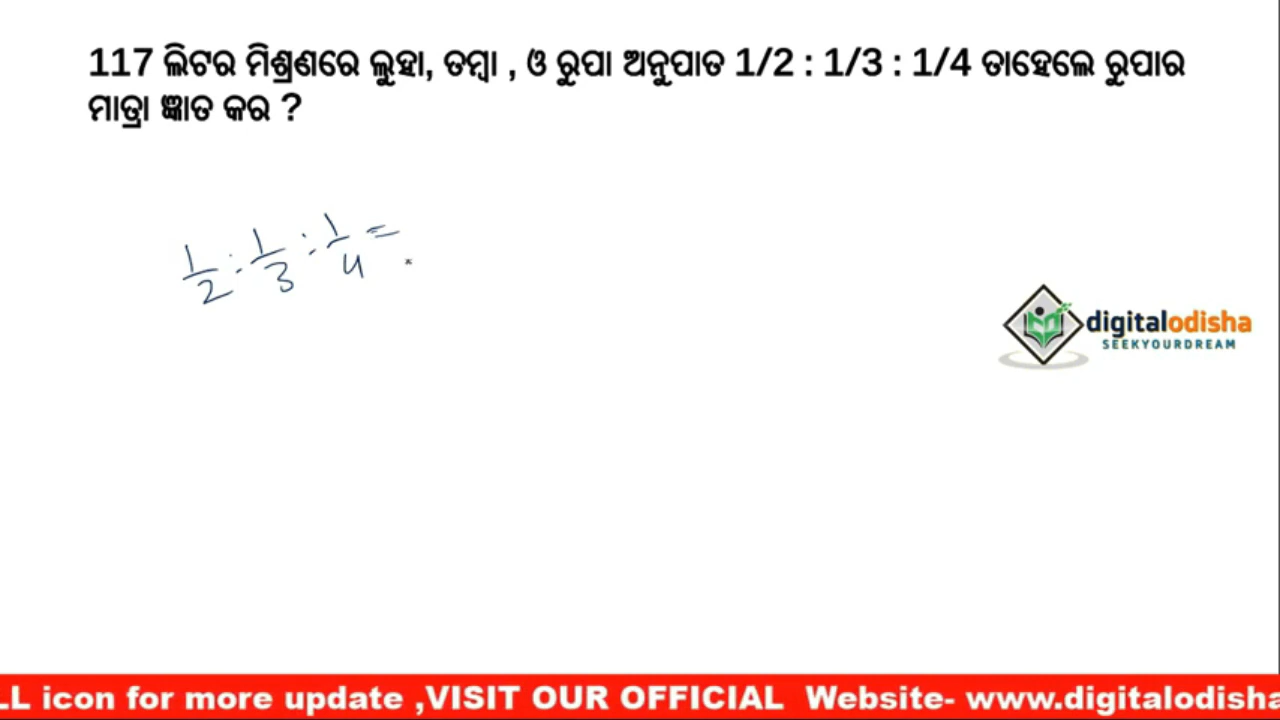 117 ଲିଟର ମିଶ୍ରଣରେ ଲୁହା, ତମ୍ବା , ଓ ରୁପା ଅନୁପାତ 1/2 : 1/3 : 1/4 ତାହେଲେ ରୁପାର
ମାତ୍ରା ଜ୍ଞାତ କର ?
1/2 : 1/3 : 1/4 =
digitalodisha
SEEKYOURDREAM
LL icon for more update ,VISIT OUR OFFICIAL Website- www.digitalodisha